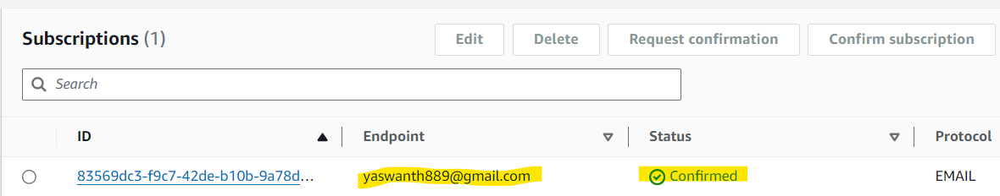 Subscriptions (1) Edit Delete Request confirmation Confirm subscription
Search
ID Endpoint Status Protocol
83569dc3-f9c7-42de-b10b-9a78d... yaswanth889@gmail.com Confirmed EMAIL